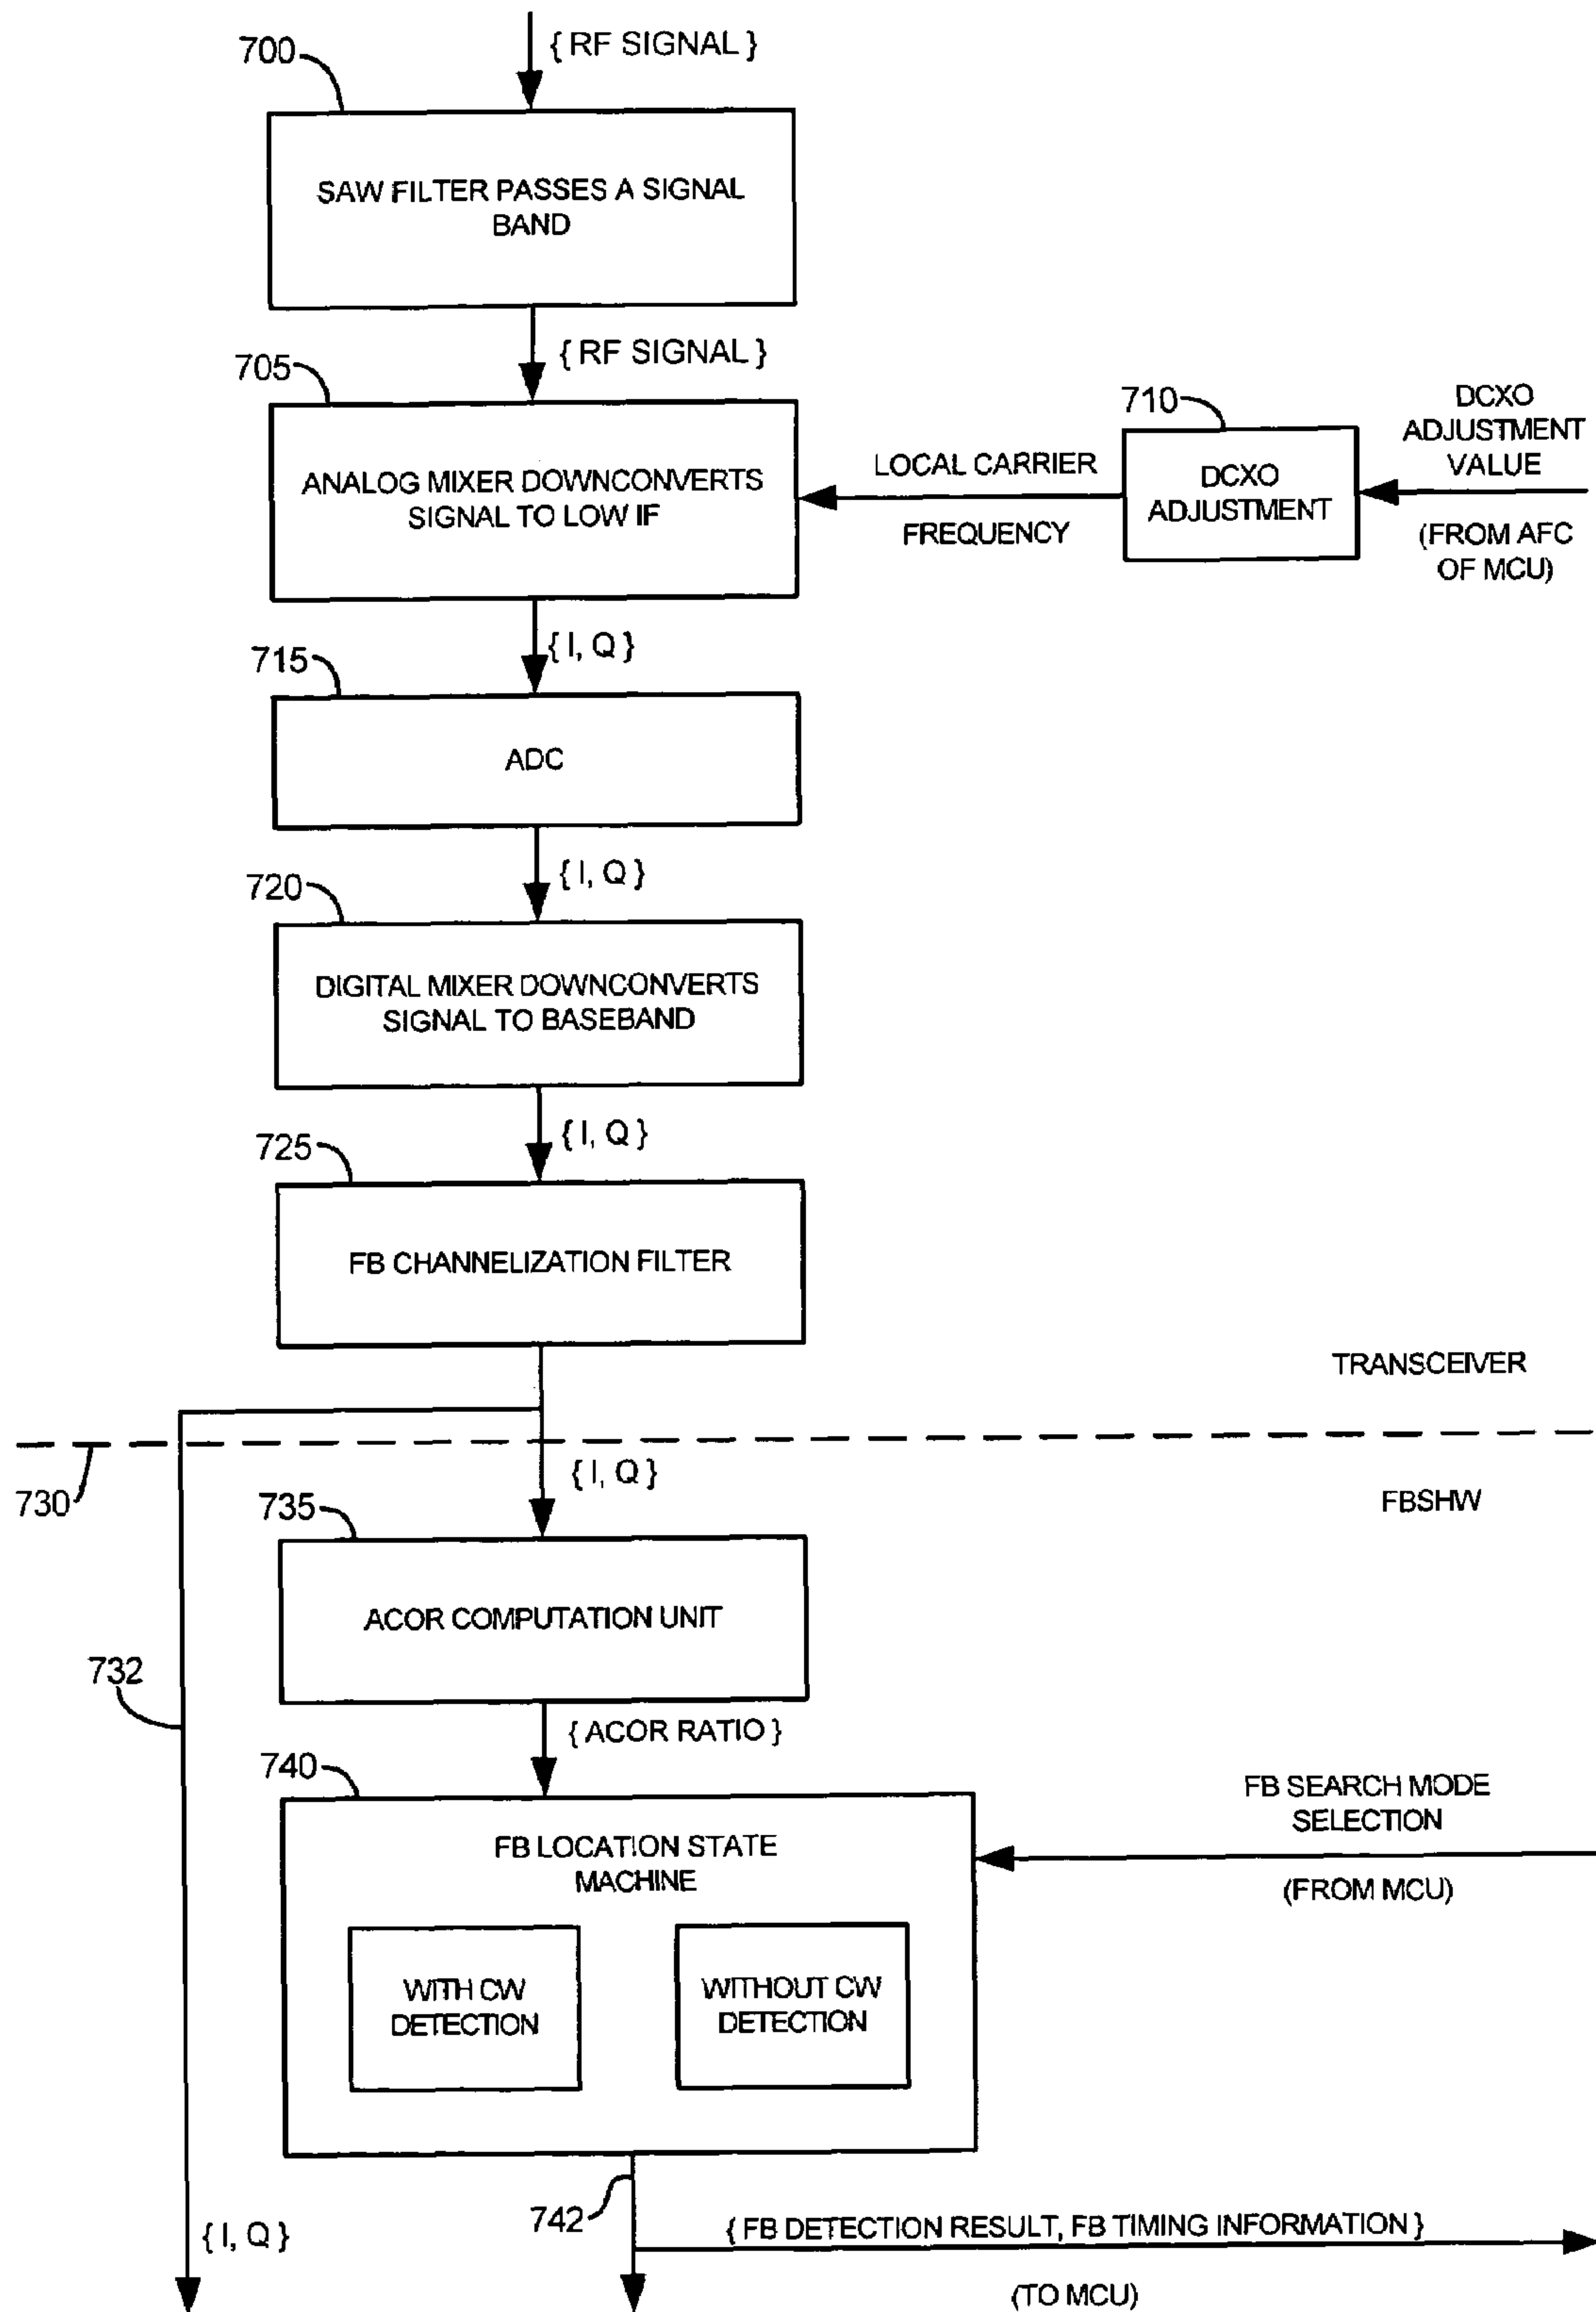 700
{ RF SIGNAL }
SAW FILTER PASSES A SIGNAL
BAND
{ RF SIGNAL }
705
ANALOG MIXER DOWNCONVERTS
SIGNAL TO LOW IF
LOCAL CARRIER
FREQUENCY
710
DCXO
ADJUSTMENT
DCXO
ADJUSTMENT
VALUE
(FROM AFC
OF MCU)
{ I, Q }
715
ADC
{ I, Q }
720
DIGITAL MIXER DOWNCONVERTS
SIGNAL TO BASEBAND
{ I, Q }
725
FB CHANNELIZATION FILTER
TRANSCEIVER
730
{ I, Q }
FBSHW
735
ACOR COMPUTATION UNIT
732
{ ACOR RATIO }
740
FB LOCATION STATE
MACHINE
FB SEARCH MODE
SELECTION
(FROM MCU)
WITH CW
DETECTION
WITHOUT CW
DETECTION
742
{ I, Q }
{ FB DETECTION RESULT, FB TIMING INFORMATION }
(TO MCU)